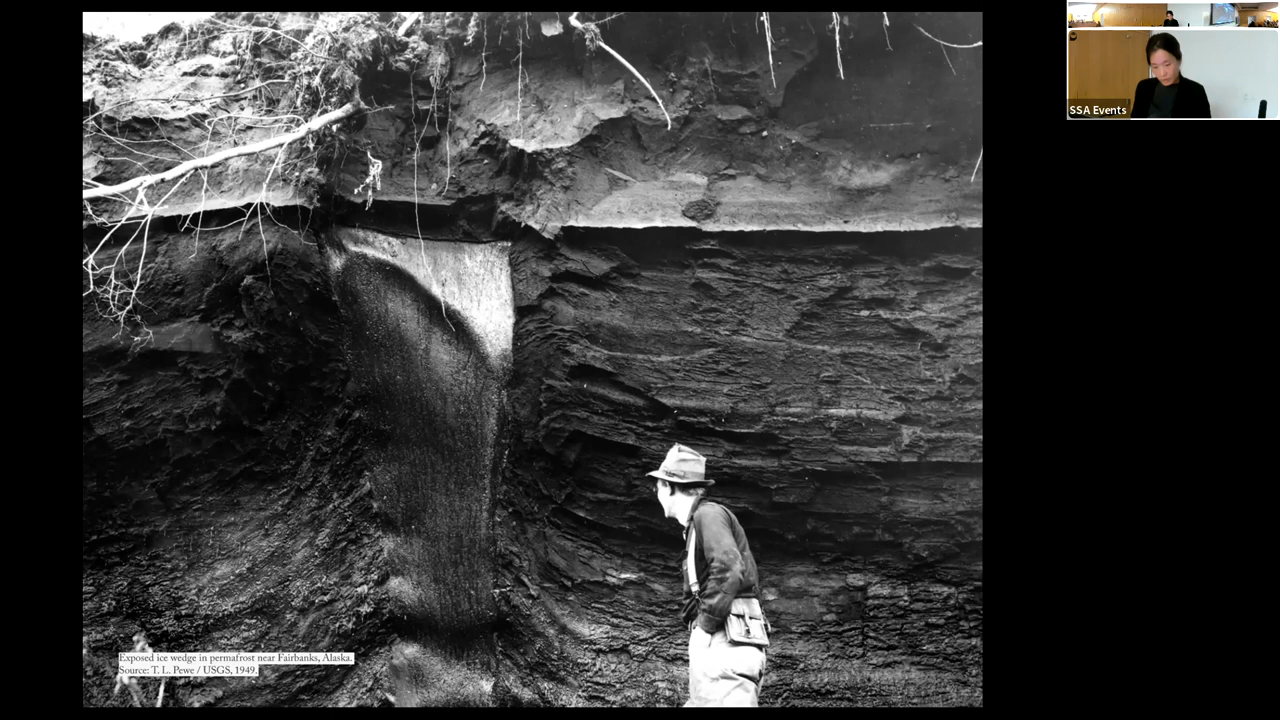 SSA Events
Exposed ice wedge in permafrost near Fairbanks, Alaska.
Source: T. L. Pewe / USGS, 1949.